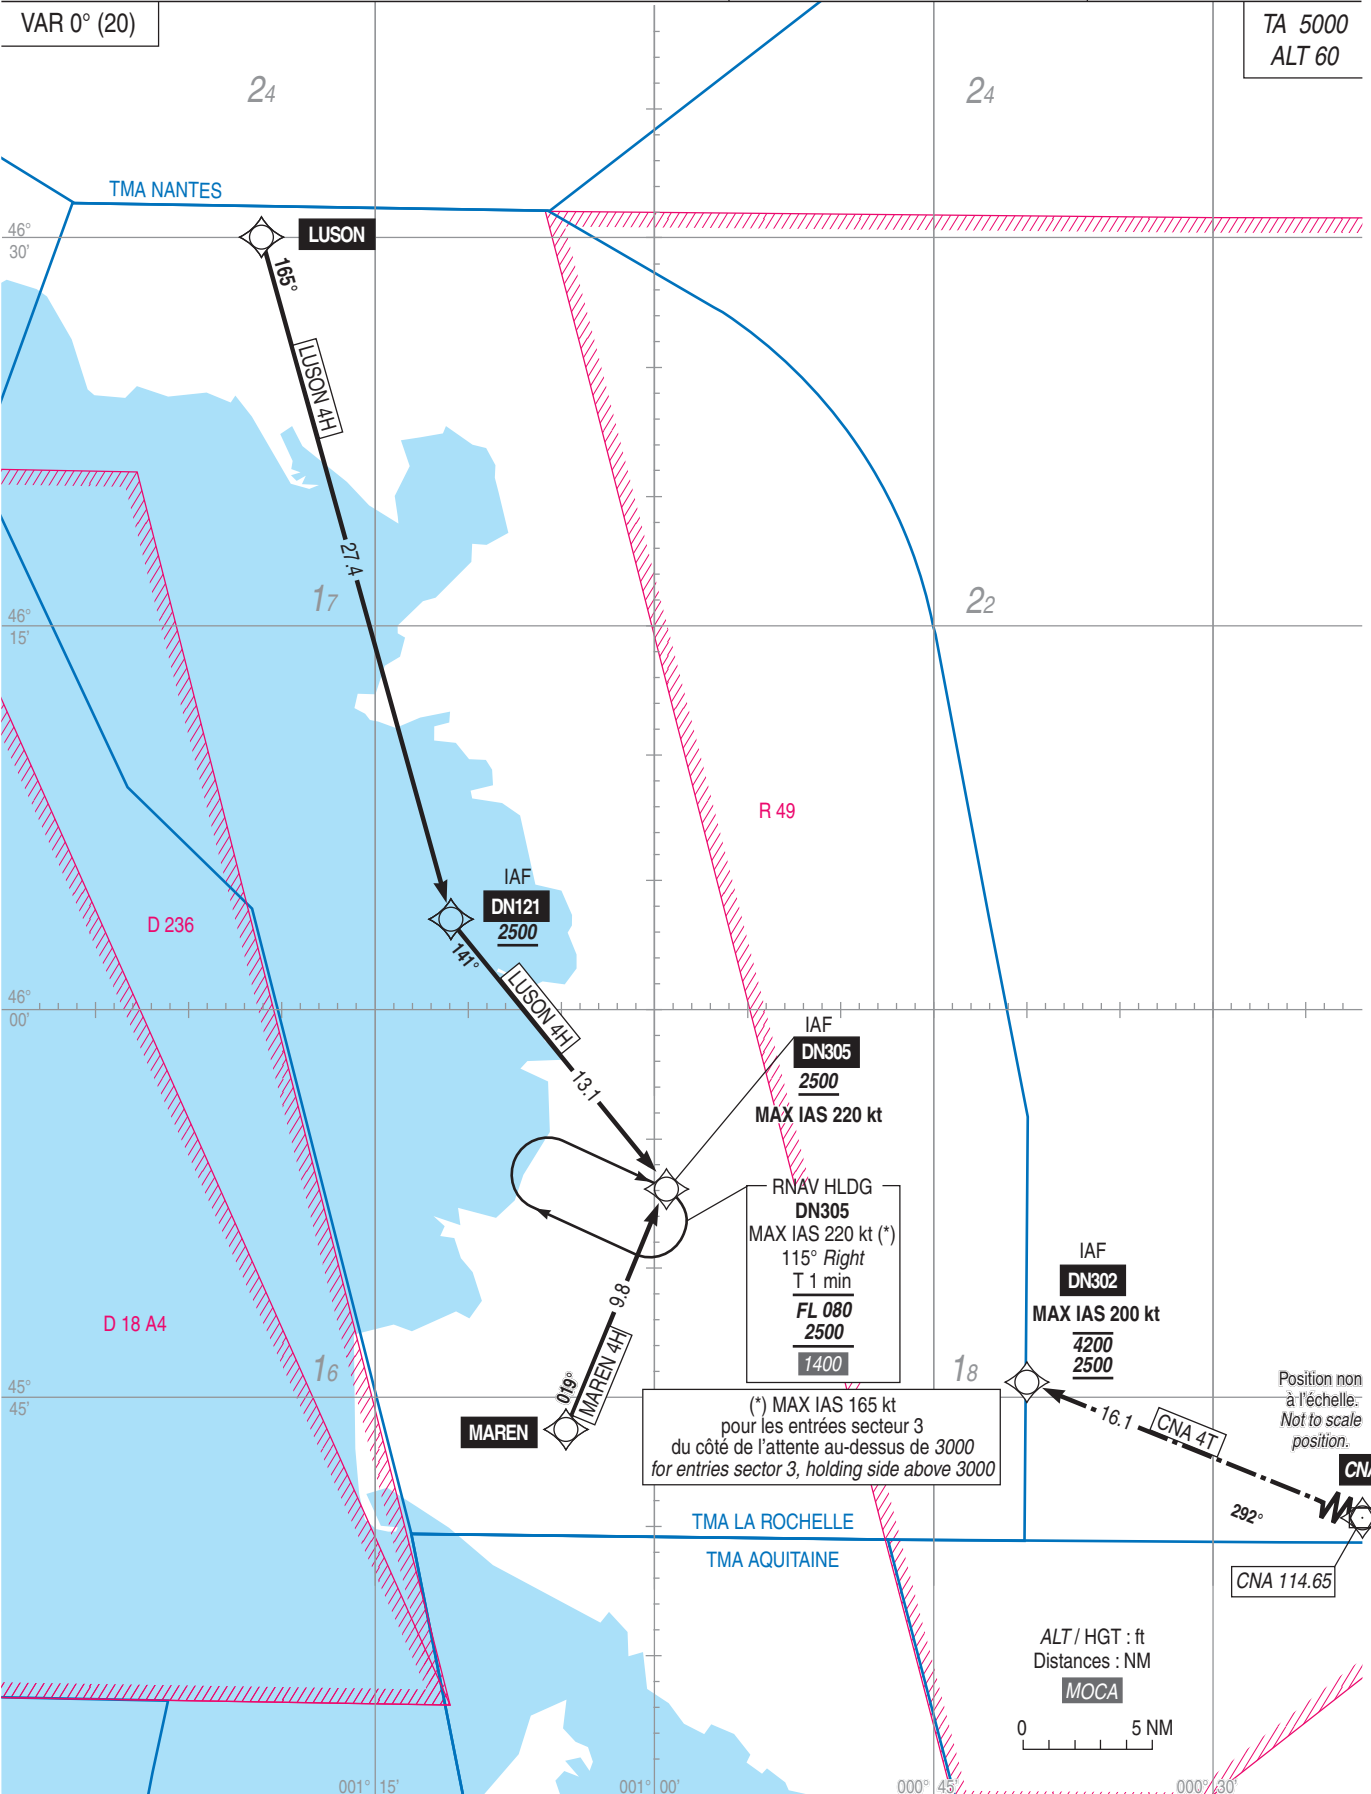 VAR 0° (20)
TA 5000
ALT 60
24
24
TMA NANTES
46°
30'
LUSON
165°
LUSON 4H
27.4
17
22
46°
15'
R 49
IAF
DN121
2500
D 236
141°
LUSON 4H
46°
00'
IAF
DN305
2500
MAX IAS 220 kt
13.1
RNAV HLDG
DN305
MAX IAS 220 kt (*)
115° Right
T 1 min
FL 080
2500
1400
IAF
DN302
MAX IAS 200 kt
4200
2500
9.8
MAREN 4H
019°
D 18 A4
16
18
45°
45'
MAREN
(*) MAX IAS 165 kt
pour les entrées secteur 3
du côté de l'attente au-dessus de 3000
for entries sector 3, holding side above 3000
Position non
à l'échelle.
Not to scale
position.
16.1
CNA 4T
CNA
292°
TMA LA ROCHELLE
TMA AQUITAINE
CNA 114.65
ALT / HGT : ft
Distances : NM
MOCA
0 5 NM
001° 15'
001° 00'
000° 45'
000° 30'